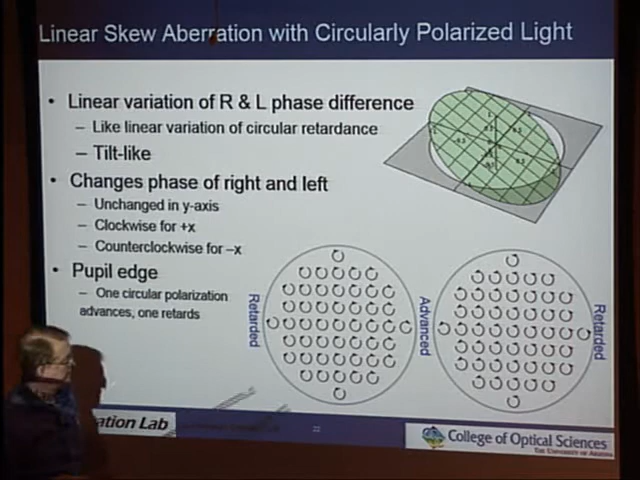 Linear Skew Aberration with Circularly Polarized Light
• Linear variation of R & L phase difference
– Like linear variation of circular retardance
– Tilt-like
• Changes phase of right and left
– Unchanged in y-axis
– Clockwise for +x
– Counterclockwise for –x
• Pupil edge
– One circular polarization
advances, one retards
Retarded
Advanced
Retarded
ation Lab
22
College of Optical Sciences
THE UNIVERSITY OF ARIZONA